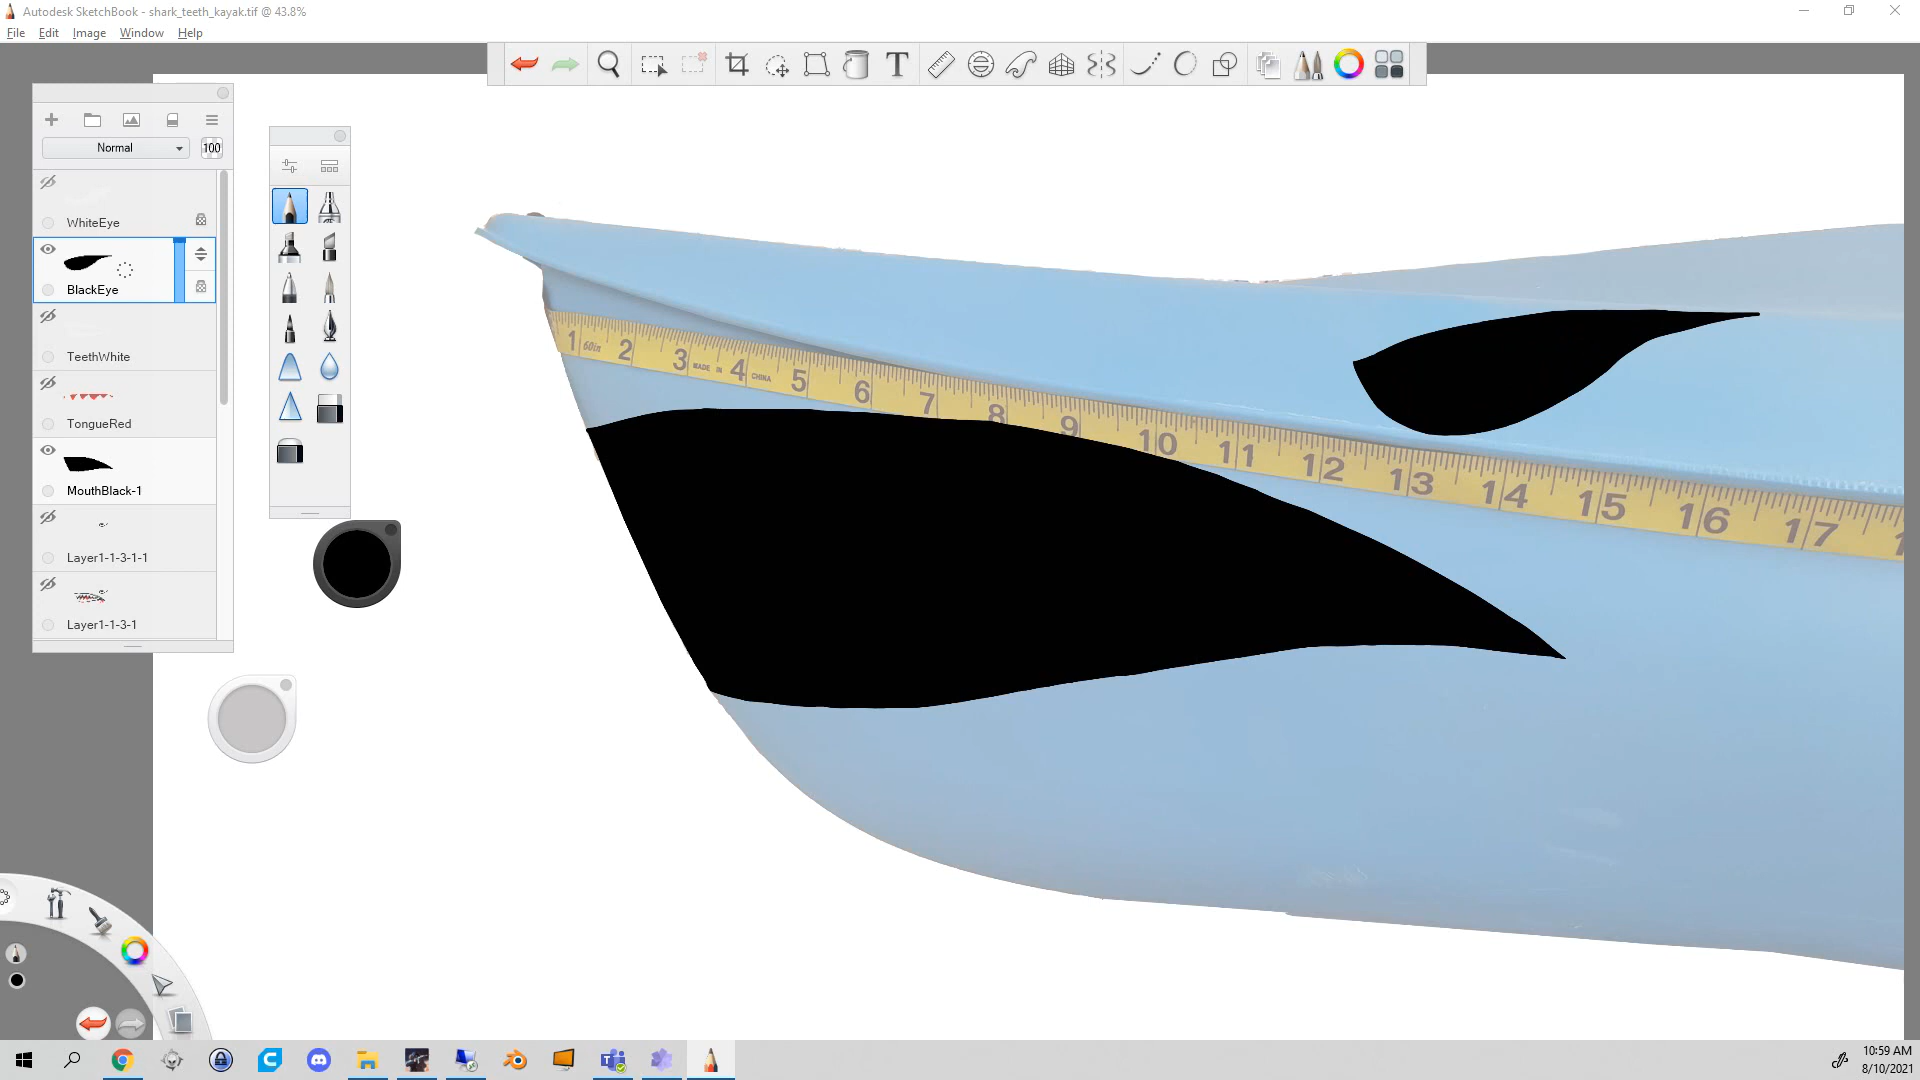 Autodesk SketchBook - shark_teeth_kayak.tif @ 43.8%
File Edit Image Window Help
T
Normal 100
WhiteEye
BlackEye
TeethWhite
TongueRed
MouthBlack-1
Layer1-1-3-1-1
Layer1-1-3-1
1 60in 2 3 MADE IN 4 CHINA 5 6 7 8 9 10 11 12 13 14 15 16 17
10:59 AM
8/10/2021